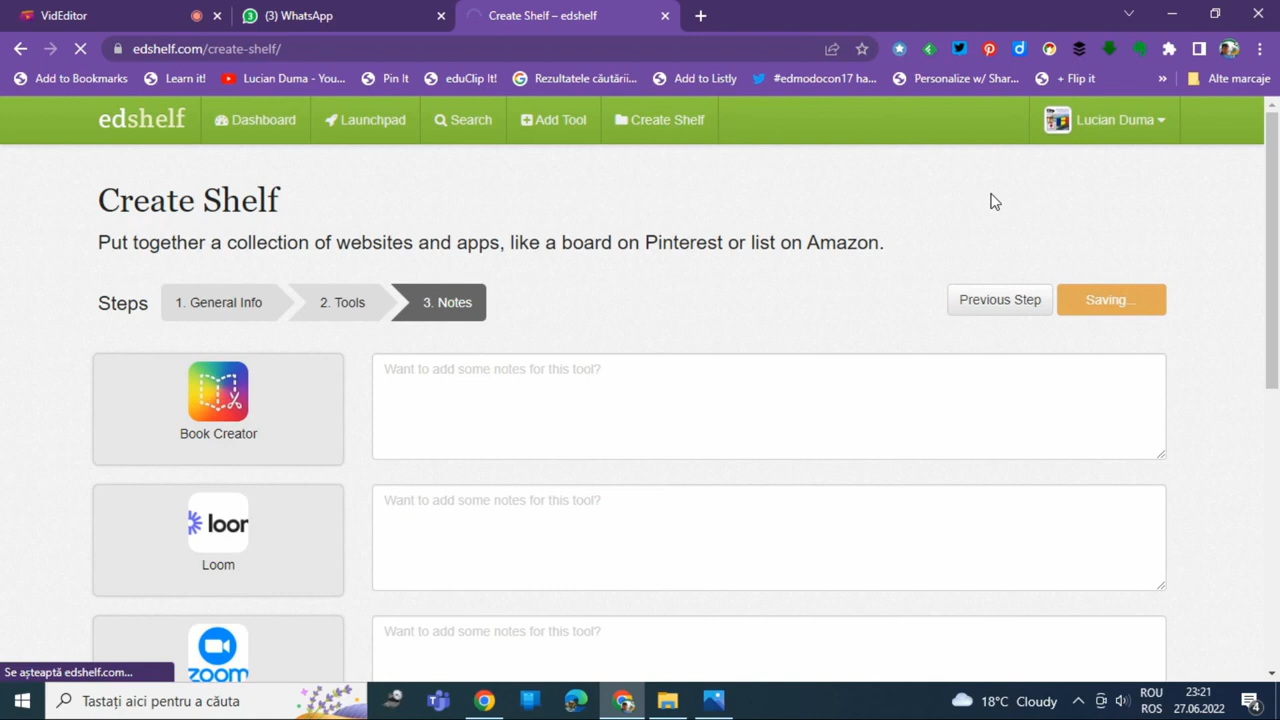 VidEditor
(3) WhatsApp
Create Shelf – edshelf
edshelf.com/create-shelf/
Add to Bookmarks
Learn it!
Lucian Duma - You...
Pin It
eduClip It!
Rezultatele căutării...
Add to Listly
#edmodocon17 ha...
Personalize w/ Shar...
+ Flip it
»
Alte marcaje
edshelf
Dashboard
Launchpad
Search
Add Tool
Create Shelf
Lucian Duma
Create Shelf
Put together a collection of websites and apps, like a board on Pinterest or list on Amazon.
Steps
1. General Info
2. Tools
3. Notes
Previous Step
Saving...
Want to add some notes for this tool?
Book Creator
Want to add some notes for this tool?
loom
Loom
Want to add some notes for this tool?
zoom
Se așteaptă edshelf.com...
Tastați aici pentru a căuta
18°C Cloudy
ROU
ROS
23:21
27.06.2022
4